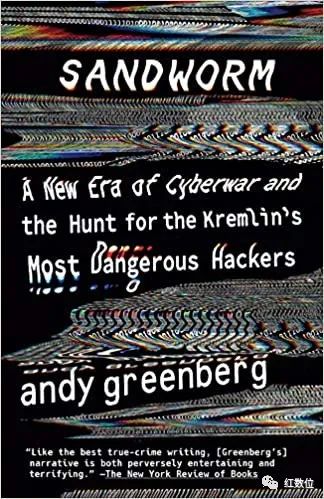 SANDWORM
A New Era of Cyberwar and
the Hunt for the Kremlin's
Most Dangerous Hackers
andy greenberg
"Like the best true-crime writing, [Greenberg's]
narrative is both perversely entertaining and
terrifying." —The New York Review of Books
红数位